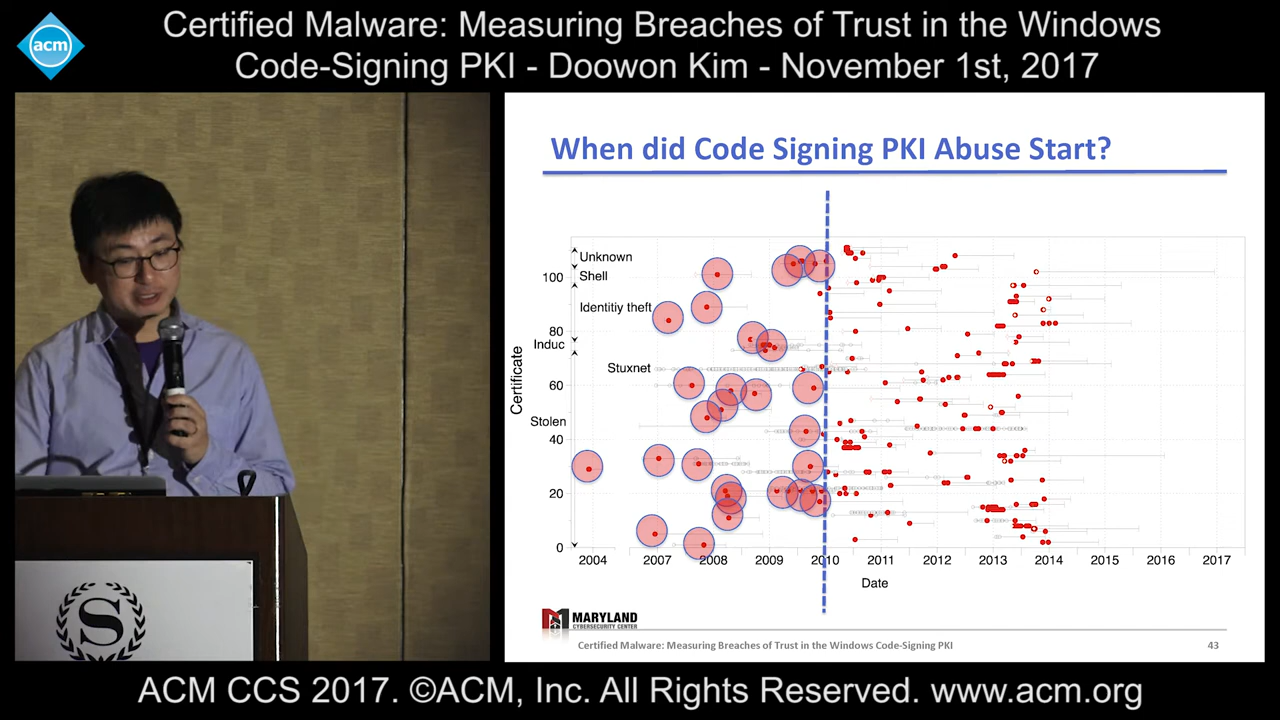 Certified Malware: Measuring Breaches of Trust in the Windows
Code-Signing PKI - Doowon Kim - November 1st, 2017
acm
When did Code Signing PKI Abuse Start?
Unknown
100
Shell
Identitiy theft
80
Induc
Stuxnet
60
Stolen
40
20
0
Certificate
2004
2007
2008
2009
2010
2011
2012
2013
2014
2015
2016
2017
Date
MARYLAND
CYBERSECURITY CENTER
Certified Malware: Measuring Breaches of Trust in the Windows Code-Signing PKI
43
S
ACM CCS 2017. ©ACM, Inc. All Rights Reserved. www.acm.org